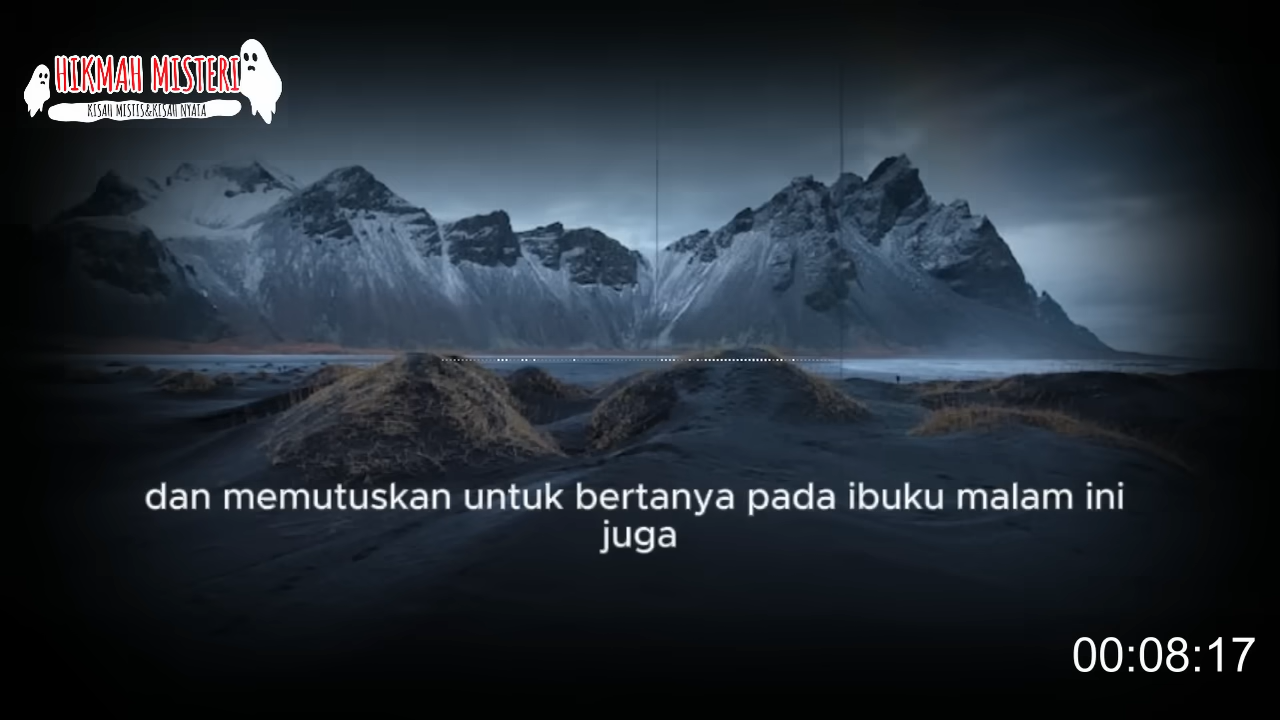 HIKMAH MISTERI
KISAH MISTIS&KISAH NYATA
dan memutuskan untuk bertanya pada ibuku malam ini
juga
00:08:17